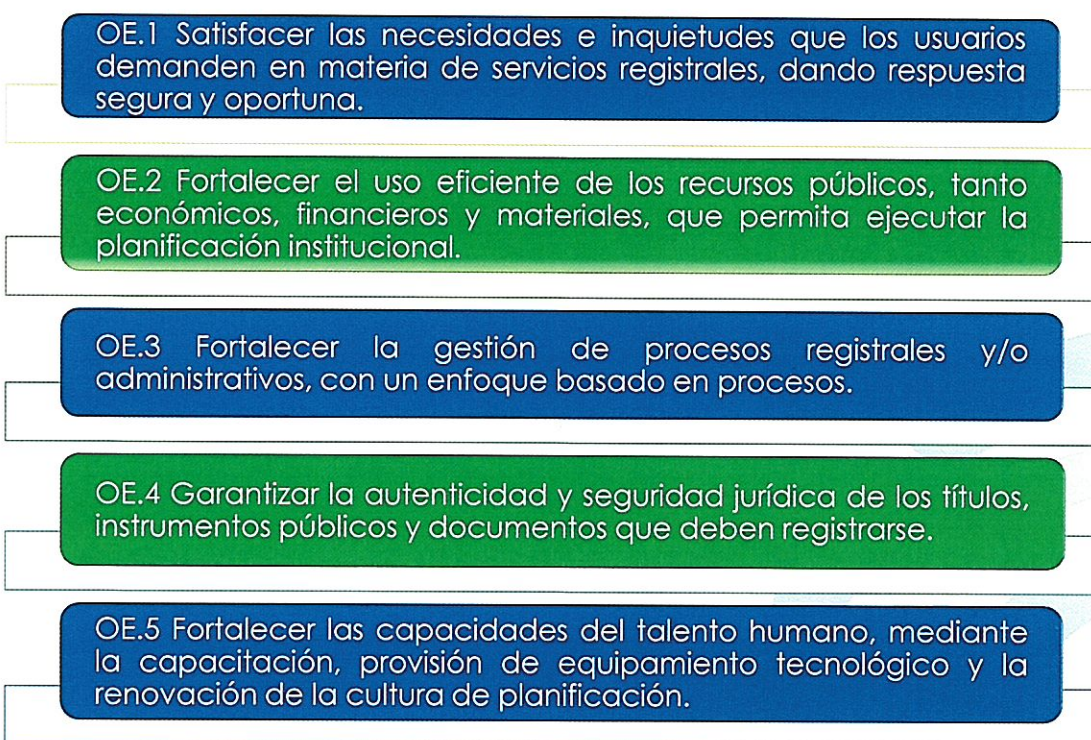 OE.1 Satisfacer las necesidades e inquietudes que los usuarios
demanden en materia de servicios registrales, dando respuesta
segura y oportuna.
OE.2 Fortalecer el uso eficiente de los recursos públicos, tanto
económicos, financieros y materiales, que permita ejecutar la
planificación institucional.
OE.3 Fortalecer la gestión de procesos registrales y/o
administrativos, con un enfoque basado en procesos.
OE.4 Garantizar la autenticidad y seguridad jurídica de los títulos,
instrumentos públicos y documentos que deben registrarse.
OE.5 Fortalecer las capacidades del talento humano, mediante
la capacitación, provisión de equipamiento tecnológico y la
renovación de la cultura de planificación.